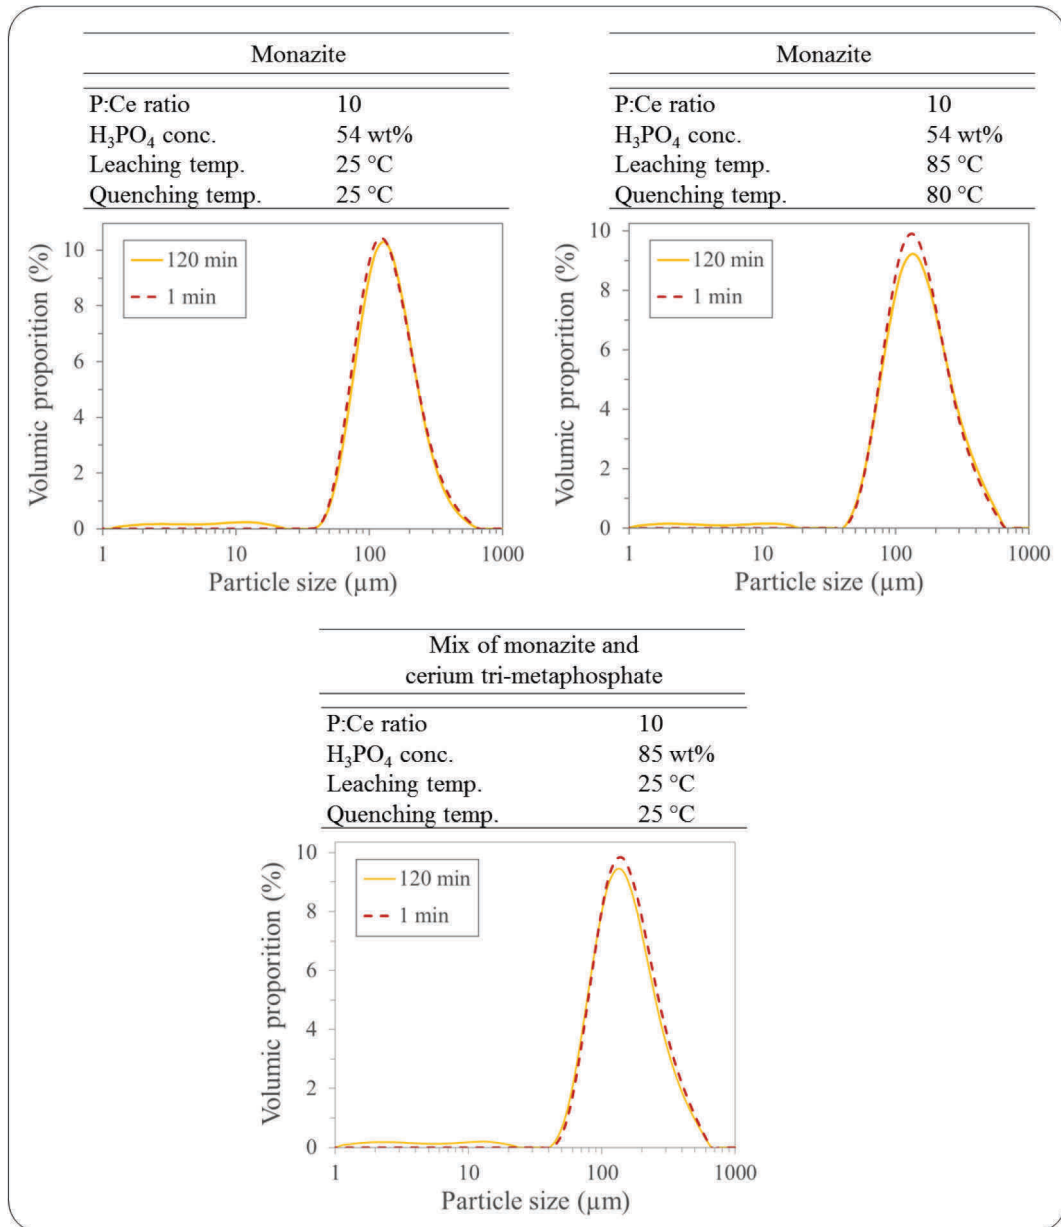 Monazite
P:Ce ratio 10
H₃PO₄ conc. 54 wt%
Leaching temp. 25 °C
Quenching temp. 25 °C
10
8
6
4
2
0
Volumic proportion (%)
120 min
1 min
1 10 100 1000
Particle size (µm)
Monazite
P:Ce ratio 10
H₃PO₄ conc. 54 wt%
Leaching temp. 85 °C
Quenching temp. 80 °C
10
8
6
4
2
0
Volumic proportion (%)
120 min
1 min
1 10 100 1000
Particle size (µm)
Mix of monazite and
cerium tri-metaphosphate
P:Ce ratio 10
H₃PO₄ conc. 85 wt%
Leaching temp. 25 °C
Quenching temp. 25 °C
10
8
6
4
2
0
Volumic proportion (%)
120 min
1 min
1 10 100 1000
Particle size (µm)